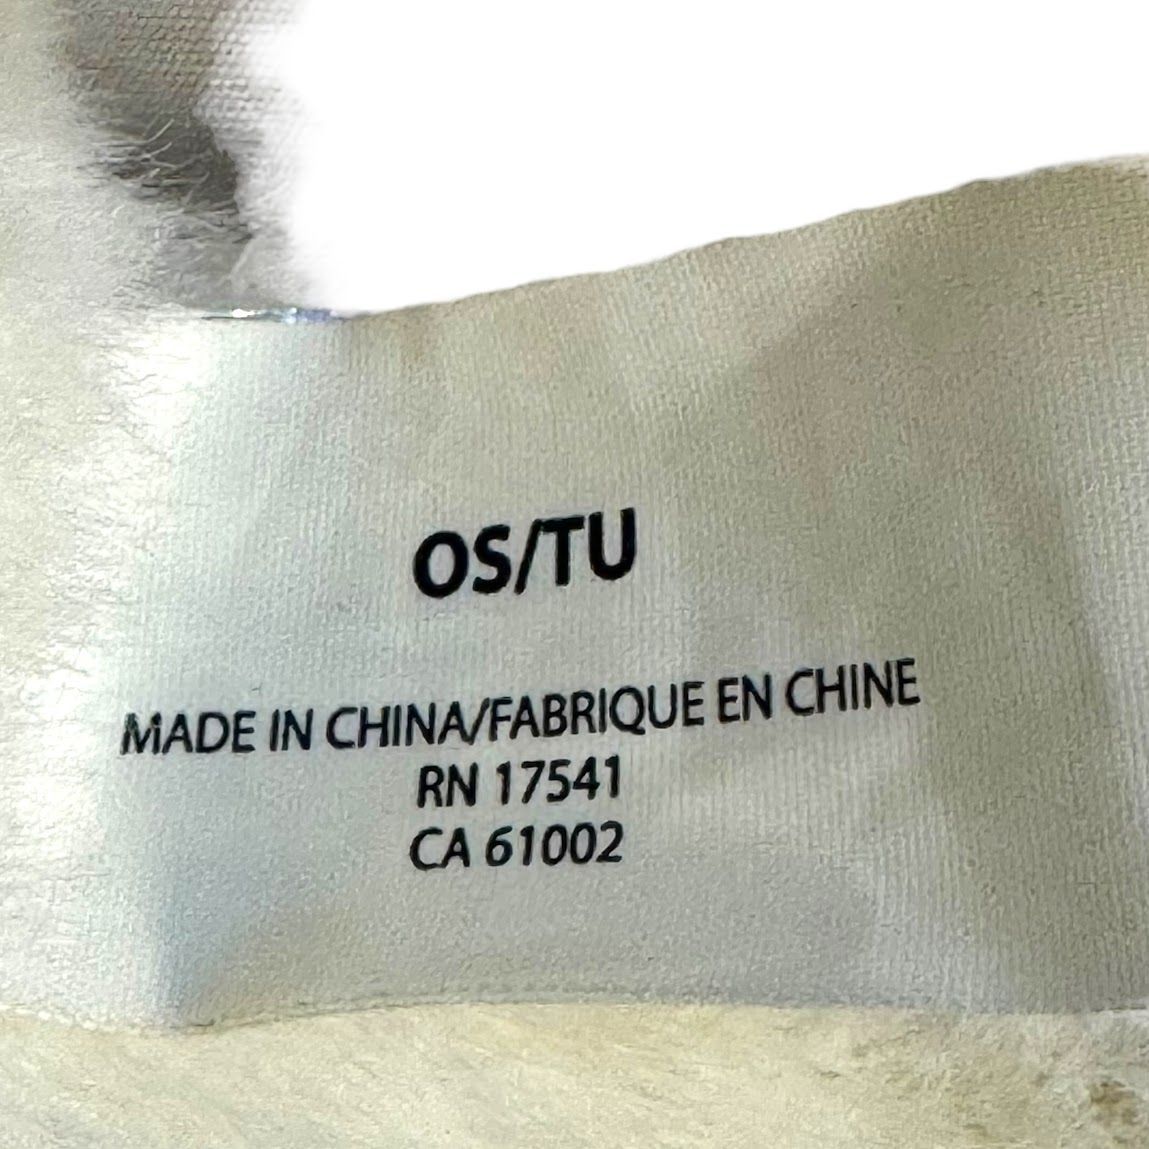 OS/TU
MADE IN CHINA/FABRIQUE EN CHINE
RN 17541
CA 61002